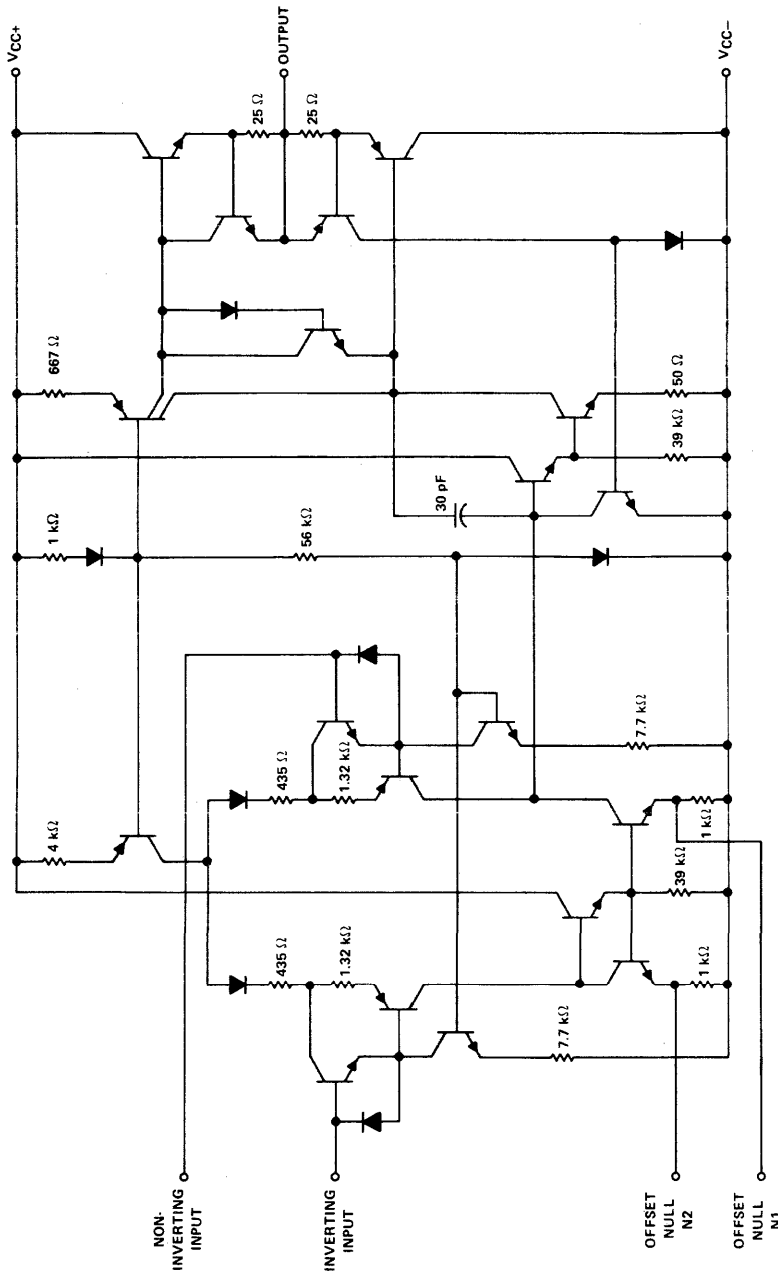 VCC+
OUTPUT
VCC−
25 Ω
25 Ω
667 Ω
50 Ω
39 kΩ
30 pF
1 kΩ
56 kΩ
4 kΩ
435 Ω
1.32 kΩ
7.7 kΩ
1 kΩ
39 kΩ
435 Ω
1.32 kΩ
1 kΩ
7.7 kΩ
NON-
INVERTING
INPUT
INVERTING
INPUT
OFFSET
NULL
N2
OFFSET
NULL
N1